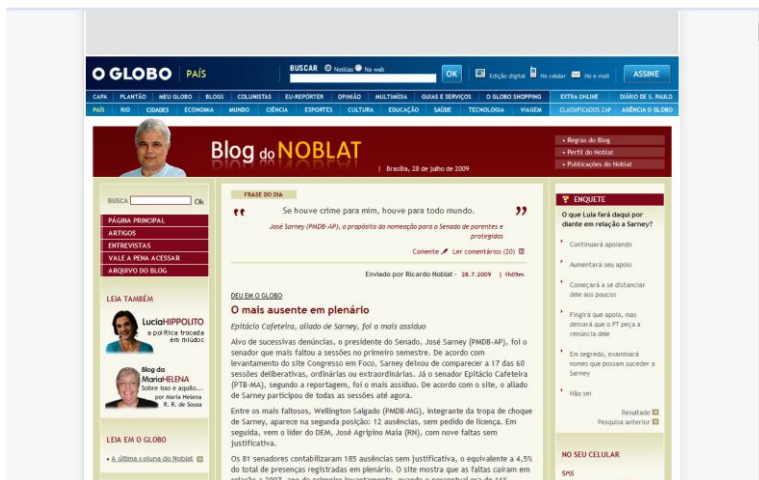 O GLOBO PAÍS
BUSCAR Notícias Na web
OK
Edição digital No celular No e-mail
ASSINE
CAPA PLANTÃO MEU GLOBO BLOGS COLUNISTAS EU-REPÓRTER OPINIÃO MULTIMÍDIA GUIAS E SERVIÇOS O GLOBO SHOPPING EXTRA ONLINE DIÁRIO DE S. PAULO
PAÍS RIO CIDADES ECONOMIA MUNDO CIÊNCIA ESPORTES CULTURA EDUCAÇÃO SAÚDE TECNOLOGIA VIAGEM CLASSIFICADOS ZAP AGÊNCIA O GLOBO
Blog do NOBLAT
| Brasília, 28 de julho de 2009
• Regras do Blog
• Perfil do Noblat
• Publicações do Noblat
BUSCA Ok
PÁGINA PRINCIPAL
ARTIGOS
ENTREVISTAS
VALE A PENA ACESSAR
ARQUIVO DO BLOG
LEIA TAMBÉM
LuciaHIPPOLITO
a política trocada
em miúdos
Blog da
MariaHELENA
Sobre isso e aquilo...
por Maria Helena
R. R. de Sousa
LEIA EM O GLOBO
• A última coluna do Noblat
FRASE DO DIA
“ Se houve crime para mim, houve para todo mundo. ”
José Sarney (PMDB-AP), a propósito da nomeação para o Senado de parentes e
protegidos
Comente Ler comentários (20)
Enviado por Ricardo Noblat - 28.7.2009 | 1h09m
DEU EM O GLOBO
O mais ausente em plenário
Epitácio Cafeteira, aliado de Sarney, foi o mais assíduo
Alvo de sucessivas denúncias, o presidente do Senado, José Sarney (PMDB-AP), foi o
senador que mais faltou a sessões no primeiro semestre. De acordo com
levantamento do site Congresso em Foco, Sarney deixou de comparecer a 17 das 60
sessões deliberativas, ordinárias ou extraordinárias. Já o senador Epitácio Cafeteira
(PTB-MA), segundo a reportagem, foi o mais assíduo. De acordo com o site, o aliado
de Sarney participou de todas as sessões até agora.
Entre os mais faltosos, Wellington Salgado (PMDB-MG), integrante da tropa de choque
de Sarney, aparece na segunda posição: 12 ausências, sem pedido de licença. Em
seguida, vem o líder do DEM, José Agripino Maia (RN), com nove faltas sem
justificativa.
Os 81 senadores contabilizaram 185 ausências sem justificativa, o equivalente a 4,5%
do total de presenças registradas em plenário. O site mostra que as faltas caíram em
ENQUETE
O que Lula fará daqui por
diante em relação a Sarney?
Continuará apoiando
Aumentará seu apoio
Começará a se distanciar
dele aos poucos
Fingirá que apoia, mas
deixará que o PT peça a
renúncia dele
Em segredo, examinará
nomes que possam suceder a
Sarney
Não sei
Resultado
Pesquisa anterior
NO SEU CELULAR
SMS